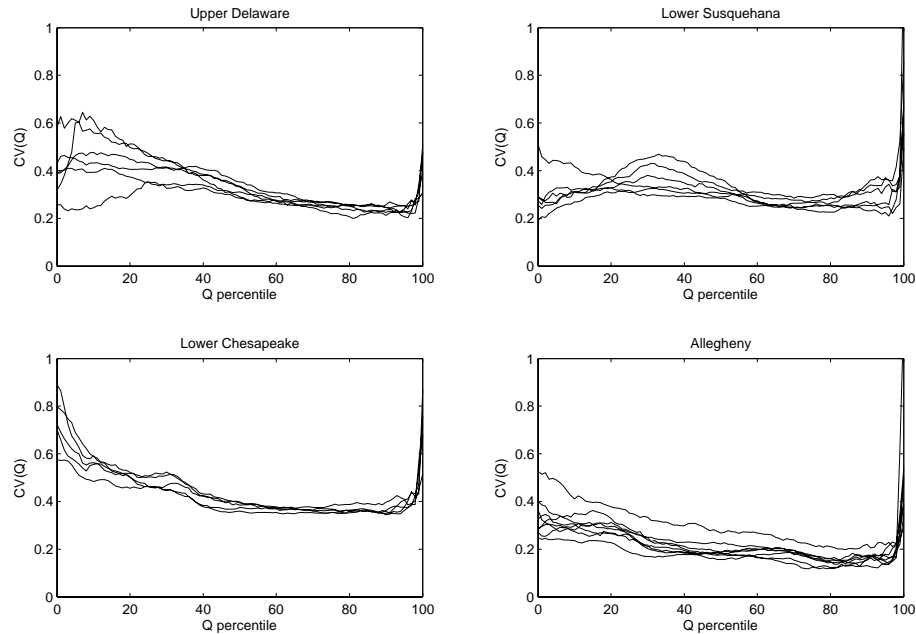 Upper Delaware
1
0.8
0.6
0.4
0.2
0
CV(Q)
0 20 40 60 80 100
Q percentile
Lower Susquehana
1
0.8
0.6
0.4
0.2
0
CV(Q)
0 20 40 60 80 100
Q percentile
Lower Chesapeake
1
0.8
0.6
0.4
0.2
0
CV(Q)
0 20 40 60 80 100
Q percentile
Allegheny
1
0.8
0.6
0.4
0.2
0
CV(Q)
0 20 40 60 80 100
Q percentile